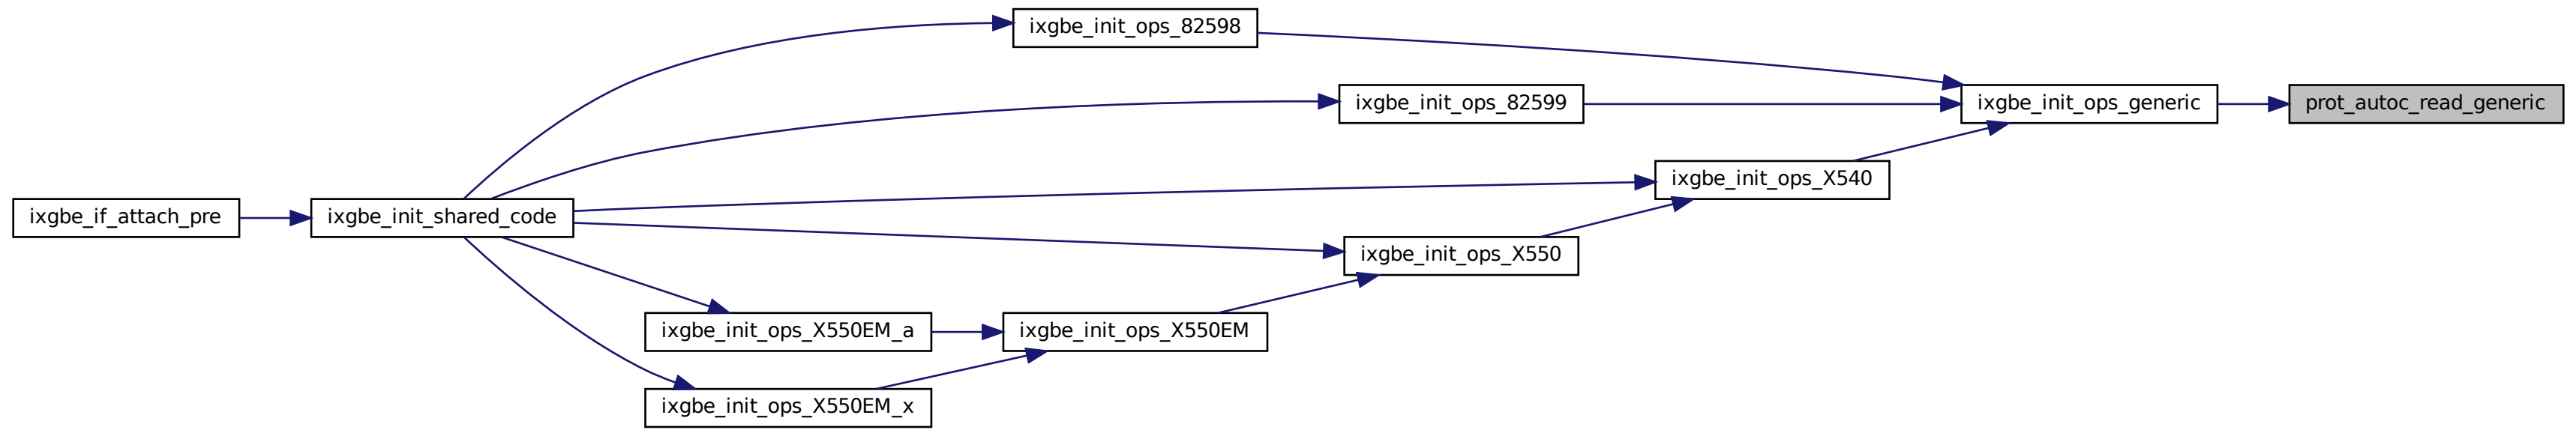 ixgbe_init_ops_82598
ixgbe_init_ops_82599
ixgbe_init_ops_generic
prot_autoc_read_generic
ixgbe_init_ops_X540
ixgbe_if_attach_pre
ixgbe_init_shared_code
ixgbe_init_ops_X550
ixgbe_init_ops_X550EM_a
ixgbe_init_ops_X550EM
ixgbe_init_ops_X550EM_x